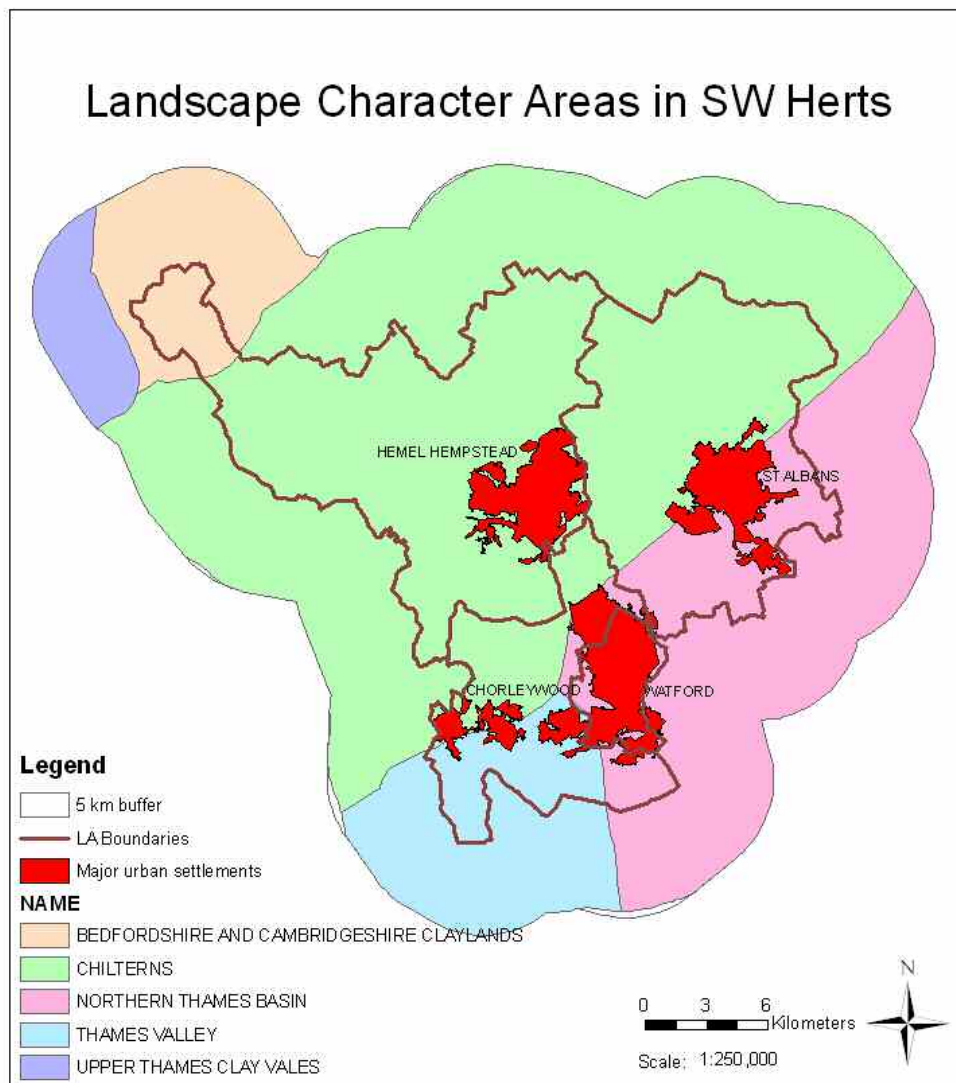 Landscape Character Areas in SW Herts
HEMEL HEMPSTEAD
ST.ALBANS
CHORLEYWOOD
WATFORD
Legend
5 km buffer
LA Boundaries
Major urban settlements
NAME
BEDFORDSHIRE AND CAMBRIDGESHIRE CLAYLANDS
CHILTERNS
NORTHERN THAMES BASIN
THAMES VALLEY
UPPER THAMES CLAY VALES
N
0 3 6
Kilometers
Scale: 1:250,000